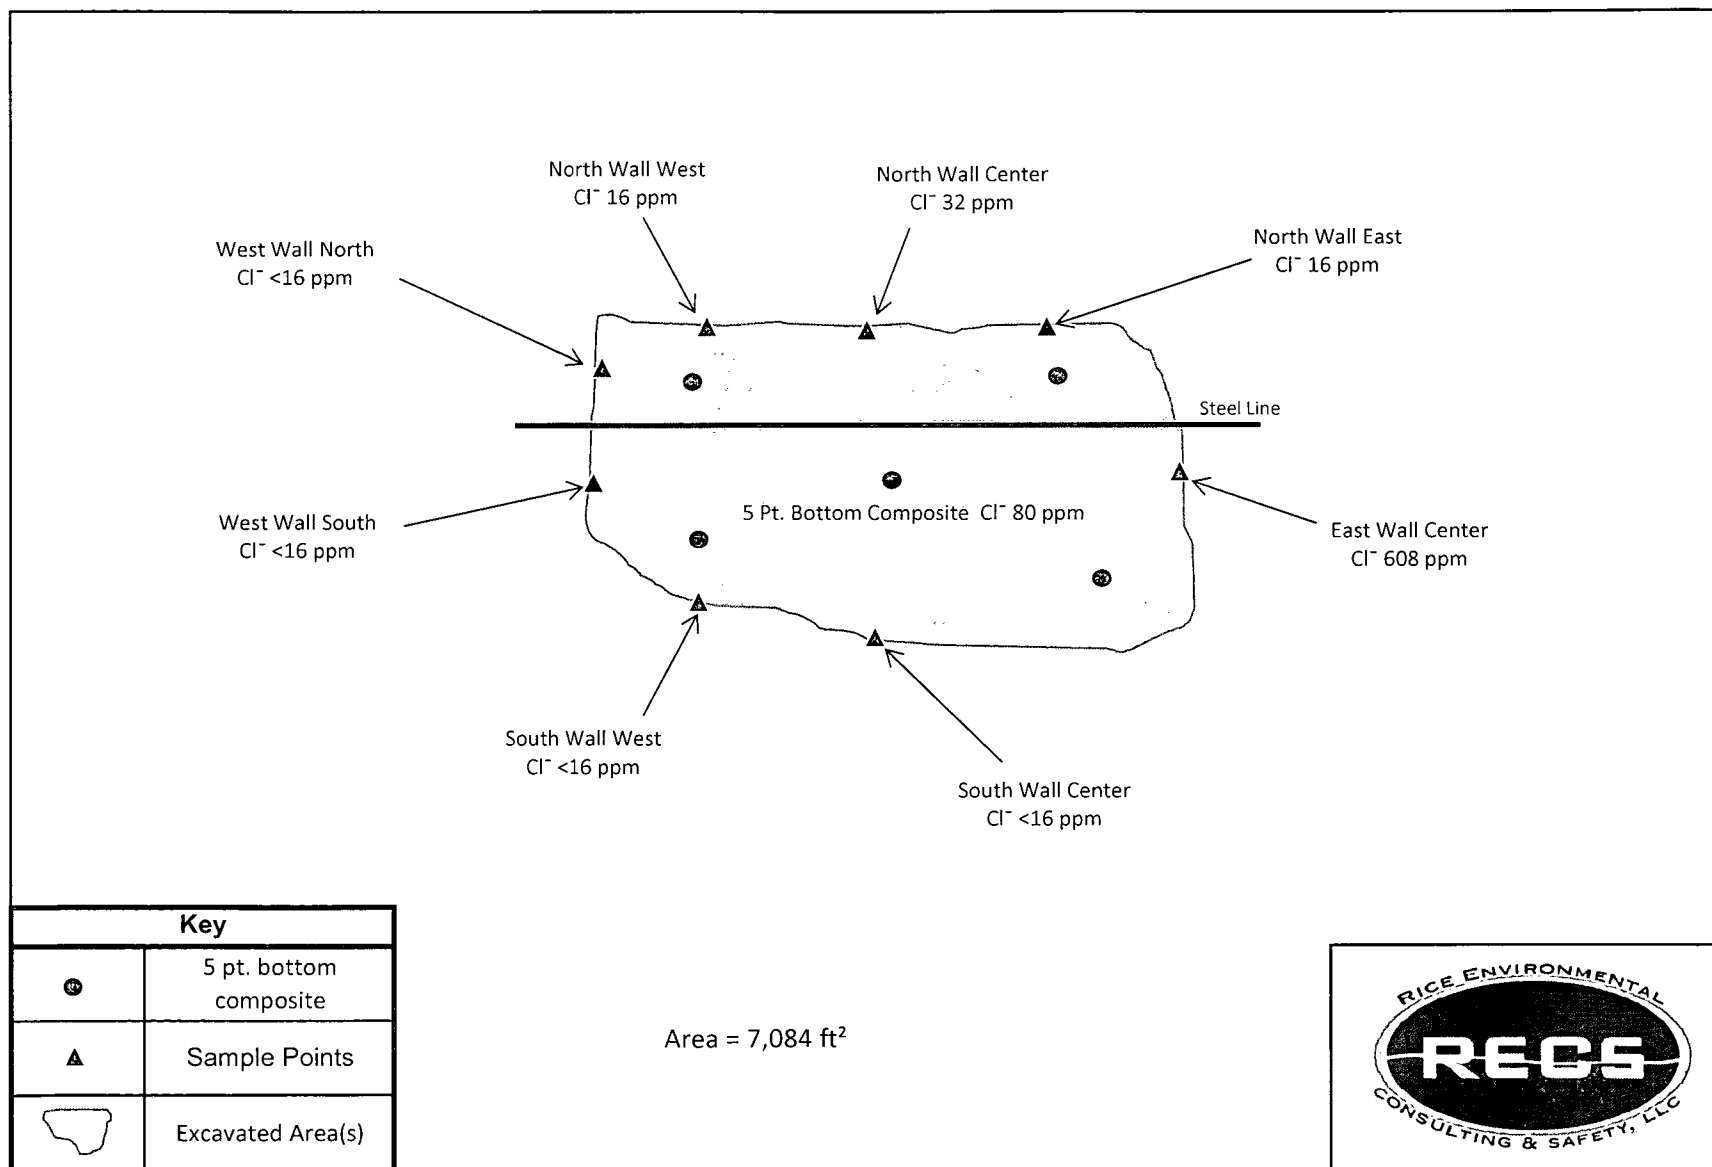 North Wall West
Cl⁻ 16 ppm
North Wall Center
Cl⁻ 32 ppm
North Wall East
Cl⁻ 16 ppm
West Wall North
Cl⁻ <16 ppm
Steel Line
5 Pt. Bottom Composite Cl⁻ 80 ppm
West Wall South
Cl⁻ <16 ppm
East Wall Center
Cl⁻ 608 ppm
South Wall West
Cl⁻ <16 ppm
South Wall Center
Cl⁻ <16 ppm
Key
5 pt. bottom
composite
Sample Points
Excavated Area(s)
Area = 7,084 ft²
RICE ENVIRONMENTAL
RECS
CONSULTING & SAFETY, LLC